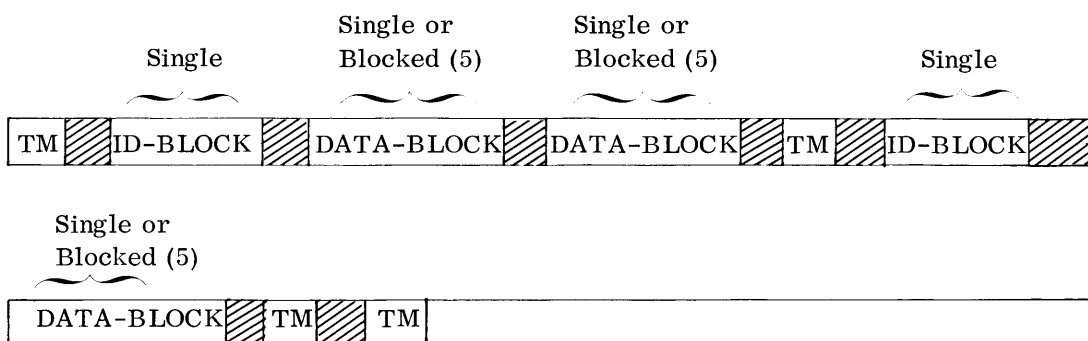 Single
Single or
Blocked (5)
Single or
Blocked (5)
Single
TM ID-BLOCK DATA-BLOCK DATA-BLOCK TM ID-BLOCK
Single or
Blocked (5)
DATA-BLOCK TM TM